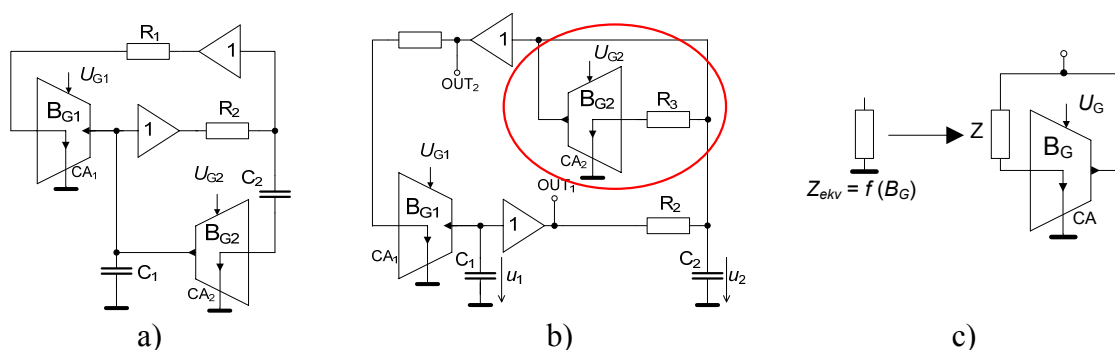 R1
1
UG1
BG1
CA1
1
R2
C2
UG2
BG2
CA2
C1
a)
1
OUT2
UG2
BG2
R3
CA2
UG1
BG1
CA1
OUT1
1
R2
C1
u1
C2
u2
b)
Zekv = f (BG)
Z
UG
BG
CA
c)